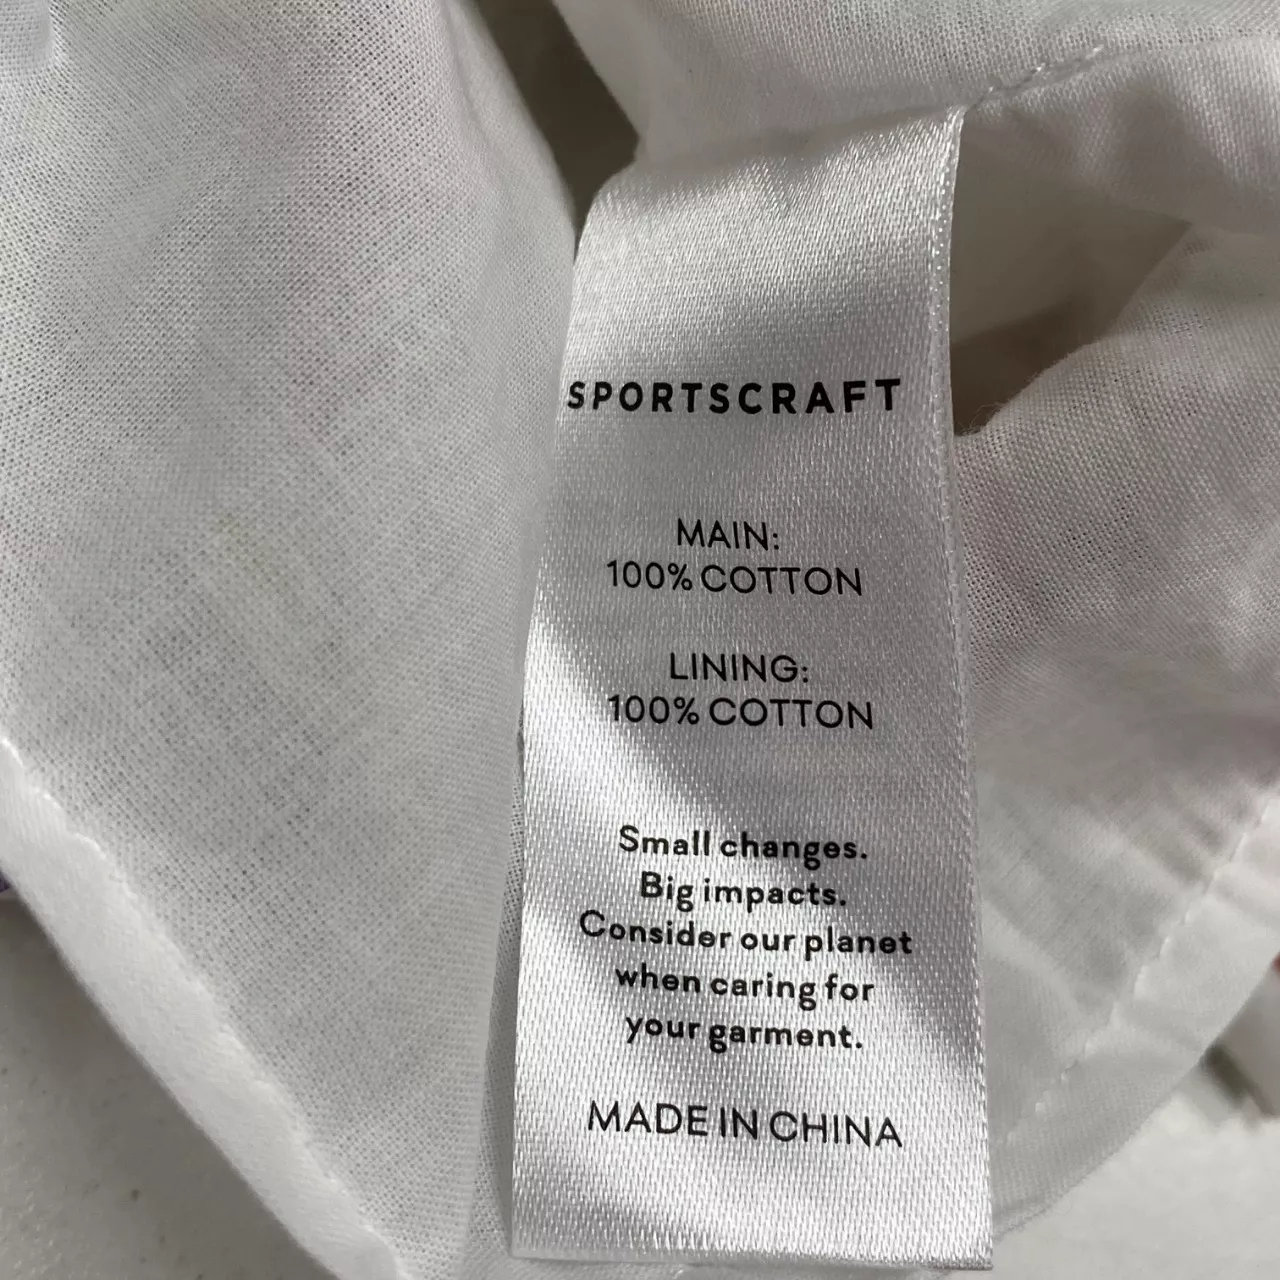 SPORTSCRAFT
MAIN:
100% COTTON
LINING:
100% COTTON
Small changes.
Big impacts.
Consider our planet
when caring for
your garment.
MADE IN CHINA